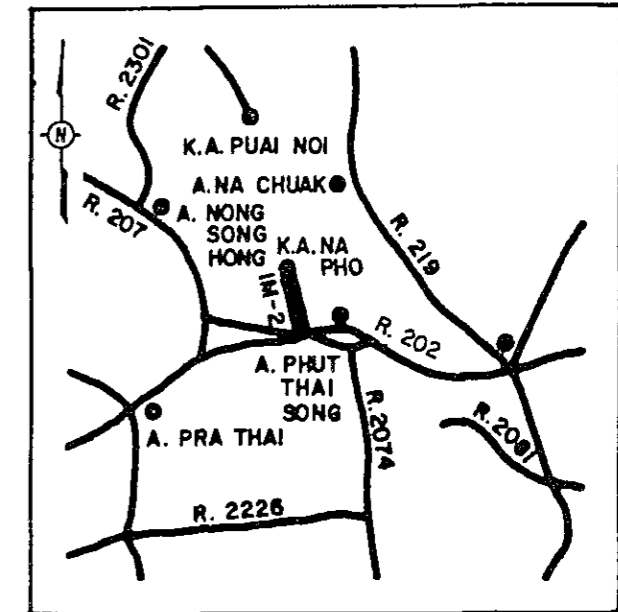 R. 2301
N
K.A. PUAI NOI
A. NA CHUAK
R. 207
A. NONG
SONG
HONG
K.A. NA
PHO
R. 219
IM-2
R. 202
A. PHUT
THAI
SONG
R. 2074
R. 2081
A. PRA THAI
R. 2226